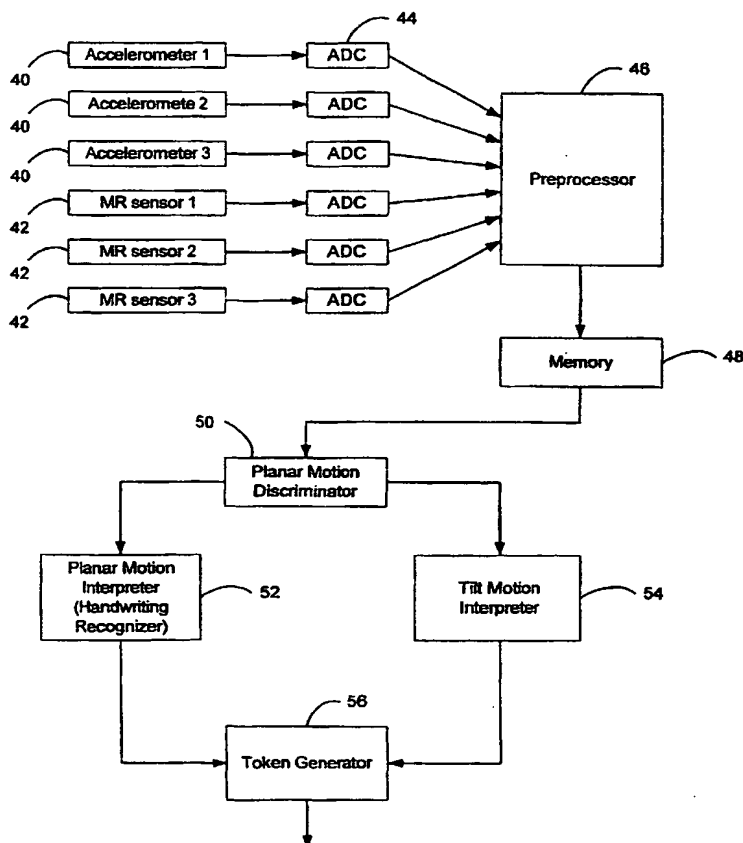 44
Accelerometer 1 ADC 46
40
Acceleromete 2 ADC
40
Accelerometer 3 ADC Preprocessor
40
MR sensor 1 ADC
42
MR sensor 2 ADC
42
MR sensor 3 ADC
42
Memory 48
50
Planar Motion
Discriminator
Planar Motion
Interpreter
(Handwriting
Recognizer)
52
Tilt Motion
Interpreter
54
56
Token Generator